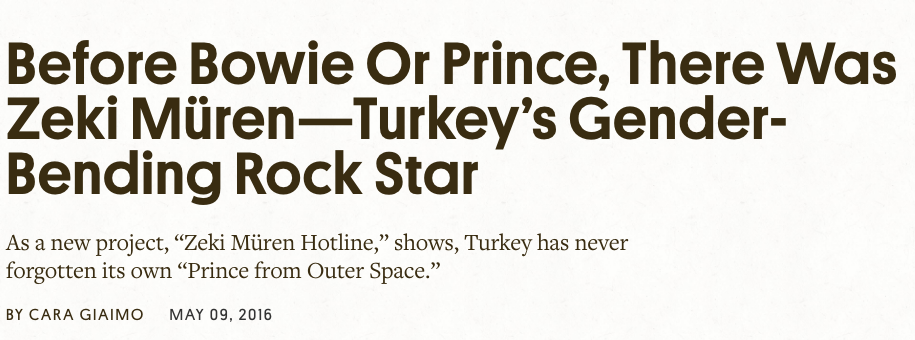 Before Bowie Or Prince, There Was
Zeki Müren—Turkey’s Gender-
Bending Rock Star
As a new project, “Zeki Müren Hotline,” shows, Turkey has never
forgotten its own “Prince from Outer Space.”
BY CARA GIAIMO MAY 09, 2016